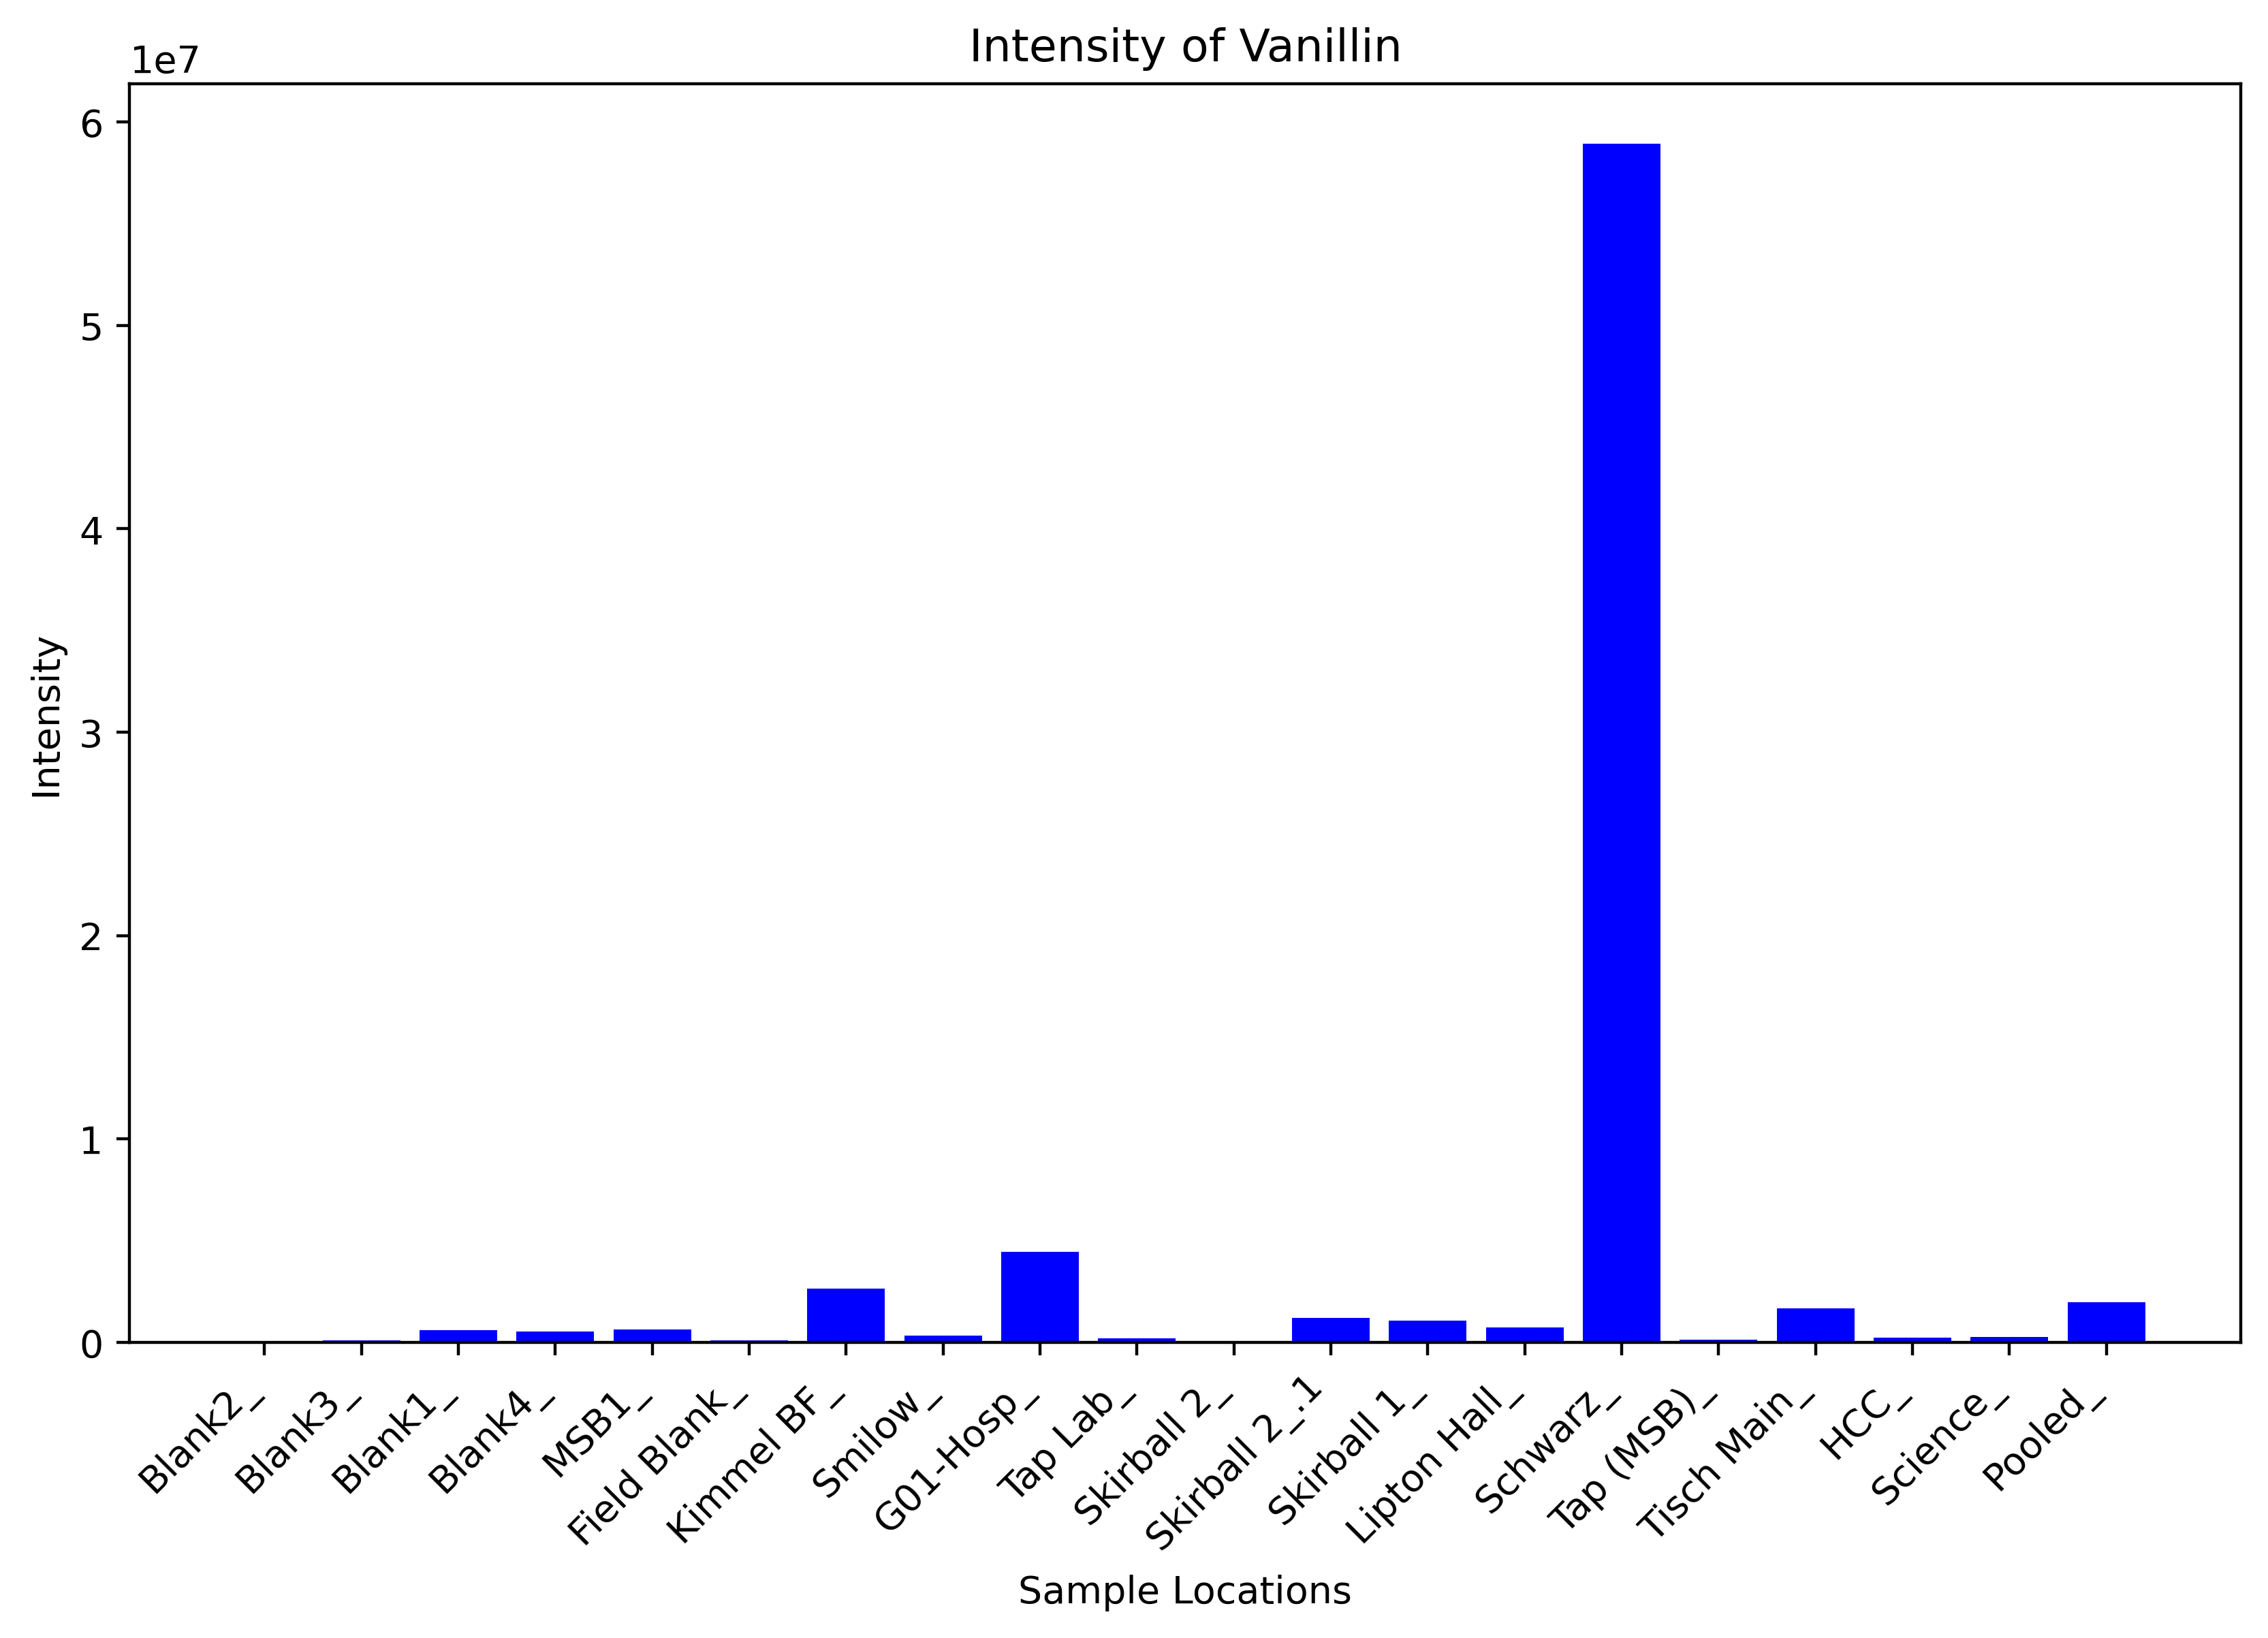 Intensity of Vanillin
1e7
6
5
4
3
2
1
0
Intensity
Blank2_
Blank3_
Blank1_
Blank4_
MSB1_
Field Blank_
Kimmel BF_
Smilow_
G01-Hosp_
Tap Lab_
Skirball 2_
Skirball 2_.1
Skirball 1_
Lipton Hall_
Schwarz_
Tap (MSB)_
Tisch Main_
HCC_
Science_
Pooled_
Sample Locations